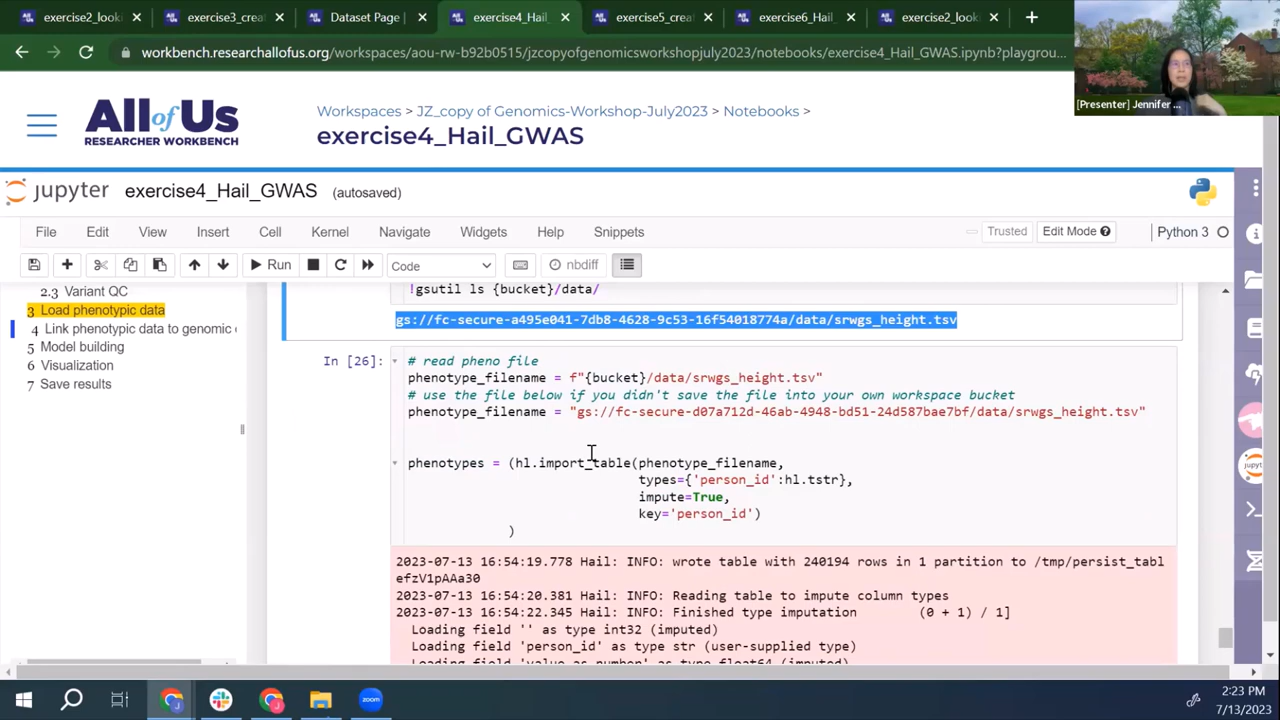 exercise2_look
exercise3_crea
Dataset Page |
exercise4_Hail_
exercise5_crea
exercise6_Hail
exercise2_look
workbench.researchallofus.org/workspaces/aou-rw-b92b0515/jzcopyofgenomicsworkshopjuly2023/notebooks/exercise4_Hail_GWAS.ipynb?playgrou...
[Presenter] Jennifer ...
All of Us
RESEARCHER WORKBENCH
Workspaces > JZ_copy of Genomics-Workshop-July2023 > Notebooks >
exercise4_Hail_GWAS
jupyter exercise4_Hail_GWAS (autosaved)
File Edit View Insert Cell Kernel Navigate Widgets Help Snippets
Trusted Edit Mode Python 3
Run Code nbdiff
2.3 Variant QC
3 Load phenotypic data
4 Link phenotypic data to genomic
5 Model building
6 Visualization
7 Save results
!gsutil ls {bucket}/data/
gs://fc-secure-a495e041-7db8-4628-9c53-16f54018774a/data/srwgs_height.tsv
In [26]:
# read pheno file
phenotype_filename = f"{bucket}/data/srwgs_height.tsv"
# use the file below if you didn't save the file into your own workspace bucket
phenotype_filename = "gs://fc-secure-d07a712d-46ab-4948-bd51-24d587bae7bf/data/srwgs_height.tsv"
phenotypes = (hl.import_table(phenotype_filename,
types={'person_id':hl.tstr},
impute=True,
key='person_id')
)
2023-07-13 16:54:19.778 Hail: INFO: wrote table with 240194 rows in 1 partition to /tmp/persist_tabl
efzV1pAAa30
2023-07-13 16:54:20.381 Hail: INFO: Reading table to impute column types
2023-07-13 16:54:22.345 Hail: INFO: Finished type imputation (0 + 1) / 1]
Loading field '' as type int32 (imputed)
Loading field 'person_id' as type str (user-supplied type)
Loading field 'value_as_number' as type float64 (imputed)
zoom
2:23 PM
7/13/2023